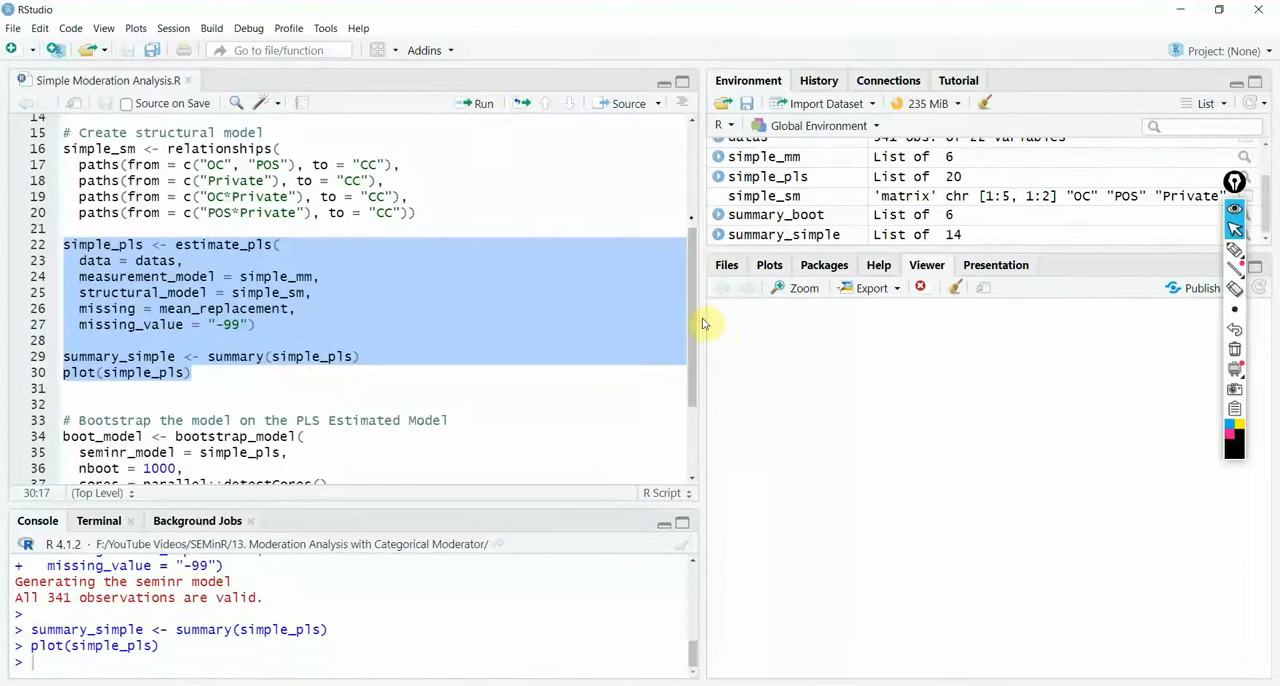 RStudio
File Edit Code View Plots Session Build Debug Profile Tools Help
Go to file/function Addins Project: (None)
Simple Moderation Analysis.R
Source on Save Run Source
14
15 # Create structural model
16 simple_sm <- relationships(
17 paths(from = c("OC", "POS"), to = "CC"),
18 paths(from = c("Private"), to = "CC"),
19 paths(from = c("OC*Private"), to = "CC"),
20 paths(from = c("POS*Private"), to = "CC"))
21
22 simple_pls <- estimate_pls(
23 data = datas,
24 measurement_model = simple_mm,
25 structural_model = simple_sm,
26 missing = mean_replacement,
27 missing_value = "-99")
28
29 summary_simple <- summary(simple_pls)
30 plot(simple_pls)
31
32
33 # Bootstrap the model on the PLS Estimated Model
34 boot_model <- bootstrap_model(
35 seminr_model = simple_pls,
36 nboot = 1000,
37 cores = parallel::detectCores()
30:17 (Top Level) R Script
Console Terminal Background Jobs
R 4.1.2 · F:/YouTube Videos/SEMinR/13. Moderation Analysis with Categorical Moderator/
+ missing_value = "-99")
Generating the seminr model
All 341 observations are valid.
>
> summary_simple <- summary(simple_pls)
> plot(simple_pls)
>
Environment History Connections Tutorial
Import Dataset 235 MiB List
R Global Environment
datas 341 obs. of 22 variables
simple_mm List of 6
simple_pls List of 20
simple_sm 'matrix' chr [1:5, 1:2] "OC" "POS" "Private"
summary_boot List of 6
summary_simple List of 14
Files Plots Packages Help Viewer Presentation
Zoom Export Publish